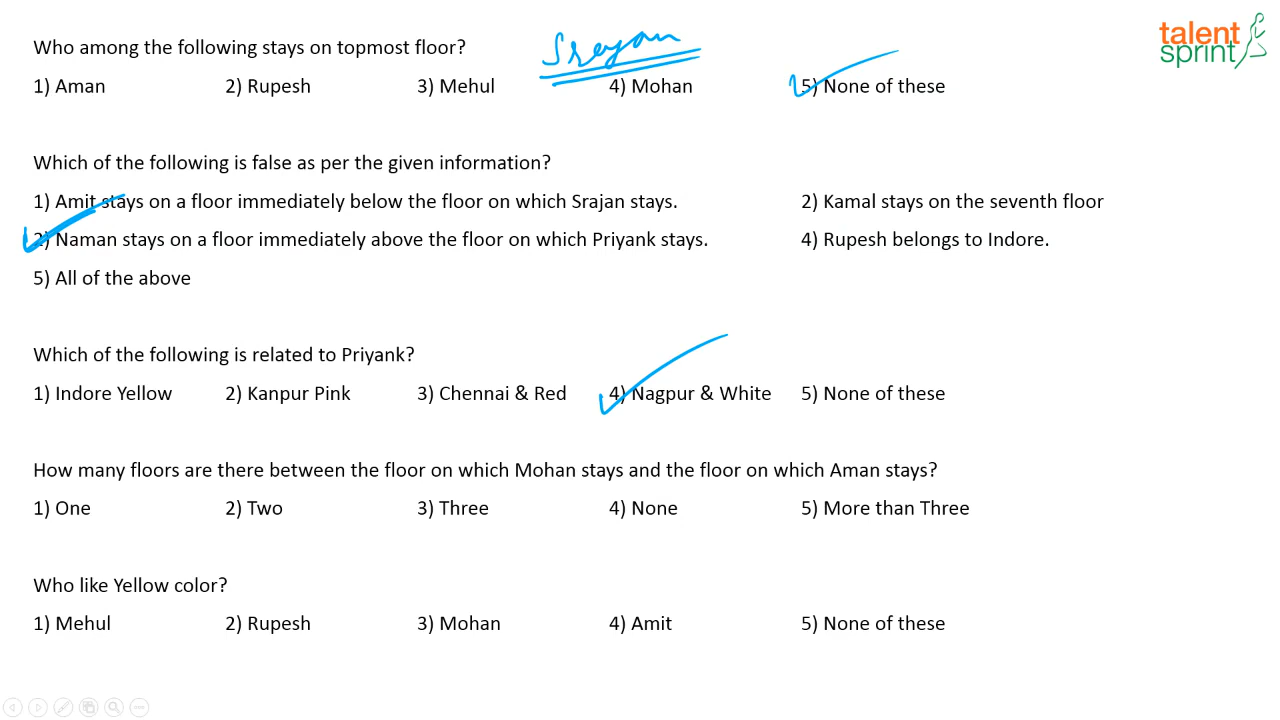 talent
sprint
Who among the following stays on topmost floor?
Srajan
1) Aman 2) Rupesh 3) Mehul 4) Mohan 5) None of these
Which of the following is false as per the given information?
1) Amit stays on a floor immediately below the floor on which Srajan stays. 2) Kamal stays on the seventh floor
3) Naman stays on a floor immediately above the floor on which Priyank stays. 4) Rupesh belongs to Indore.
5) All of the above
Which of the following is related to Priyank?
1) Indore Yellow 2) Kanpur Pink 3) Chennai & Red 4) Nagpur & White 5) None of these
How many floors are there between the floor on which Mohan stays and the floor on which Aman stays?
1) One 2) Two 3) Three 4) None 5) More than Three
Who like Yellow color?
1) Mehul 2) Rupesh 3) Mohan 4) Amit 5) None of these